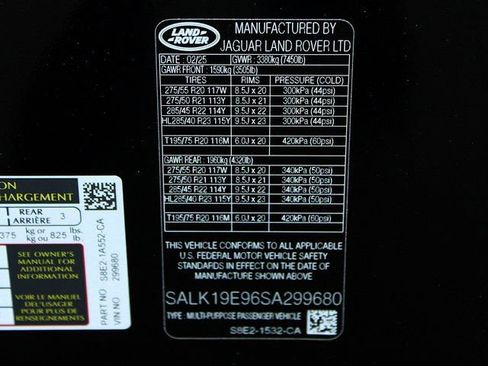 LAND
ROVER
MANUFACTURED BY
JAGUAR LAND ROVER LTD
DATE : 02/25 GVWR : 3380kg (7450lb)
GAWR FRONT : 1590kg (3505lb)
TIRES RIMS PRESSURE (COLD)
275/55 R20 117W 8.5J x 20 300kPa (44psi)
275/50 R21 113Y 8.5J x 21 300kPa (44psi)
285/45 R22 114Y 9.5J x 22 300kPa (44psi)
HL285/40 R23 115Y 9.5J x 23 300kPa (44psi)
T195/75 R20 116M 6.0J x 20 420kPa (60psi)
GAWR REAR : 1960kg (4320lb)
275/55 R20 117W 8.5J x 20 340kPa (50psi)
275/50 R21 113Y 8.5J x 21 340kPa (50psi)
285/45 R22 114Y 9.5J x 22 340kPa (50psi)
HL285/40 R23 115Y 9.5J x 23 340kPa (50psi)
T195/75 R20 116M 6.0J x 20 420kPa (60psi)
THIS VEHICLE CONFORMS TO ALL APPLICABLE
U.S. FEDERAL MOTOR VEHICLE SAFETY
STANDARDS IN EFFECT ON THE DATE OF
MANUFACTURE SHOWN ABOVE
SALK19E96SA299680
TYPE : MULTI-PURPOSE PASSENGER VEHICLE
S8E2-1532-CA
ION
CHARGEMENT
REAR
ARRIÈRE 3
375 kg ou 825 lbs.
kg or lb.
SEE OWNER'S
MANUAL FOR
ADDITIONAL
INFORMATION
VOIR LE MANUEL
DE L'USAGER
POUR PLUS DE
RENSEIGNEMENTS
PART NO S8E2-1A552-CA
VIN NO 299680